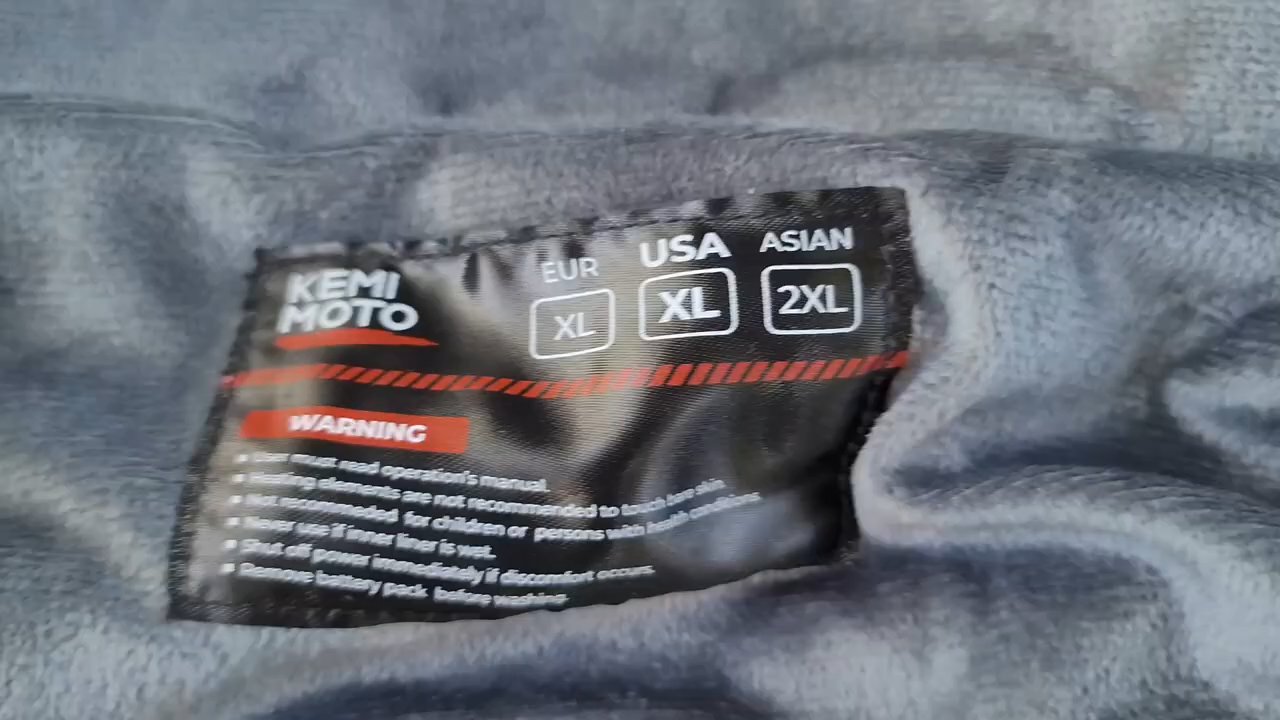 KEMI
MOTO
EUR USA ASIAN
XL XL 2XL
WARNING
• User must read operation's manual.
• Heating elements are not recommended to touch bare skin
• Not recommended for children or persons with health
• Never use if inner liner is wet.
• Shut off power immediately if discomfort occurs.
• Remove battery pack before washing.